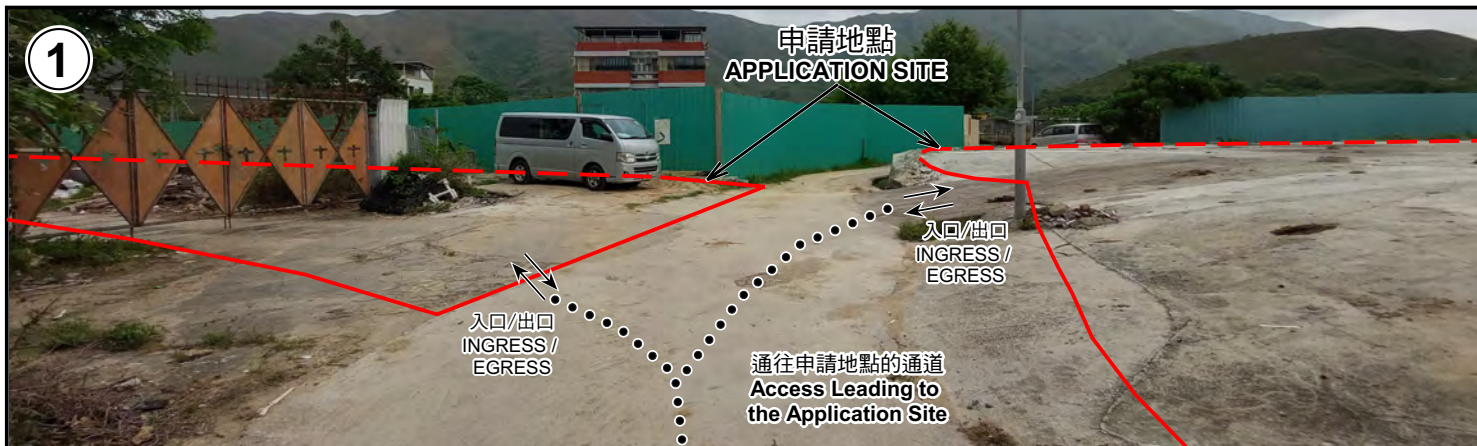 1
申請地點
APPLICATION SITE
入口/出口
INGRESS /
EGRESS
入口/出口
INGRESS /
EGRESS
通往申請地點的通道
Access Leading to
the Application Site